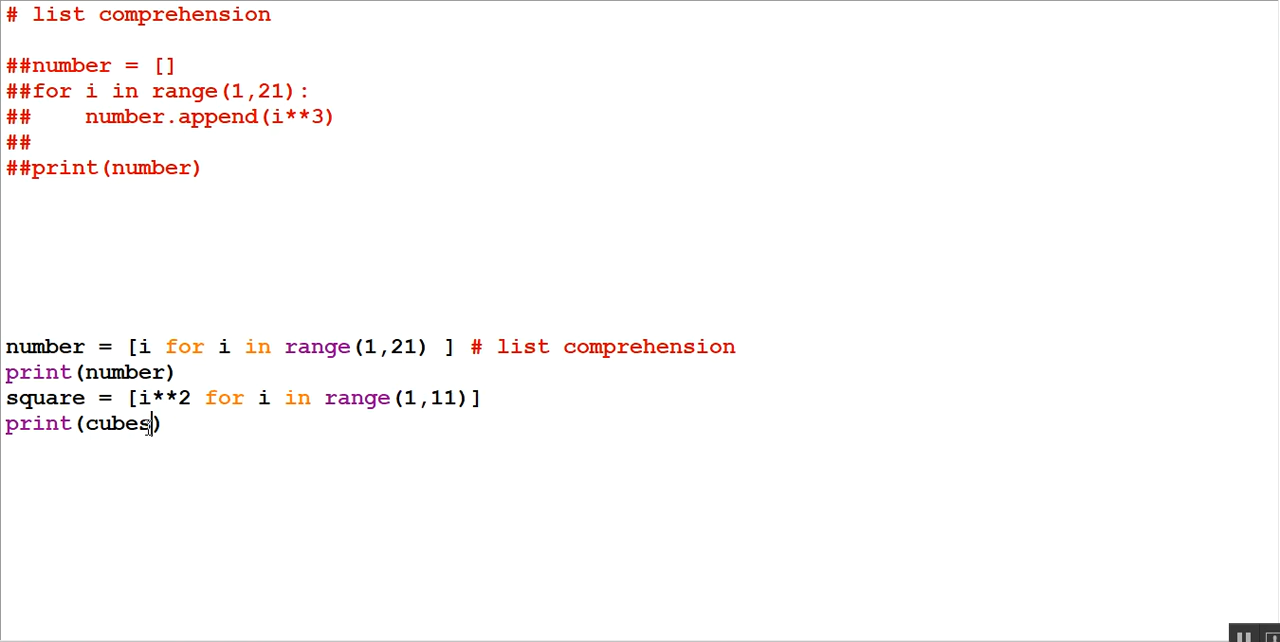 # list comprehension
##number = []
##for i in range(1,21):
##    number.append(i**3)
##
##print(number)
number = [i for i in range(1,21) ] # list comprehension
print(number)
square = [i**2 for i in range(1,11)]
print(cubes)